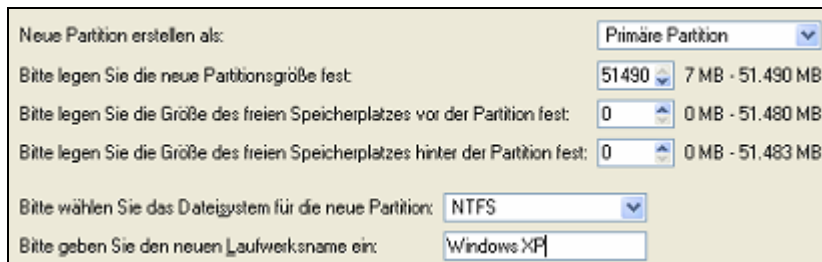 Neue Partition erstellen als: Primäre Partition
Bitte legen Sie die neue Partitionsgröße fest: 51490 7 MB - 51.490 MB
Bitte legen Sie die Größe des freien Speicherplatzes vor der Partition fest: 0 0 MB - 51.480 MB
Bitte legen Sie die Größe des freien Speicherplatzes hinter der Partition fest: 0 0 MB - 51.483 MB
Bitte wählen Sie das Dateisystem für die neue Partition: NTFS
Bitte geben Sie den neuen Laufwerksname ein: Windows XP